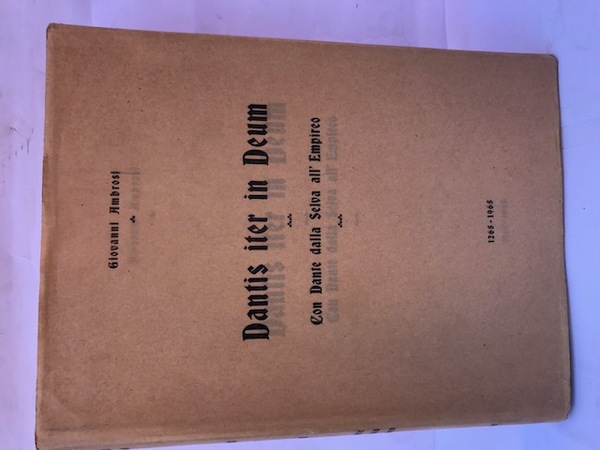 Giovanni Ambrosi
Dantis iter in Deum
Con Dante dalla Selva all' Empireo
1265 - 1965